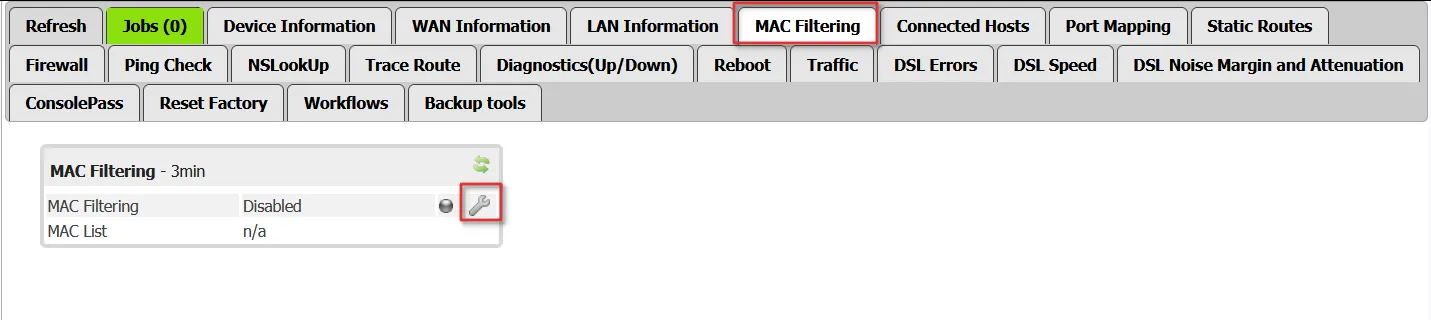 Refresh Jobs (0) Device Information WAN Information LAN Information MAC Filtering Connected Hosts Port Mapping Static Routes
Firewall Ping Check NSLookUp Trace Route Diagnostics(Up/Down) Reboot Traffic DSL Errors DSL Speed DSL Noise Margin and Attenuation
ConsolePass Reset Factory Workflows Backup tools
MAC Filtering - 3min
MAC Filtering Disabled
MAC List n/a